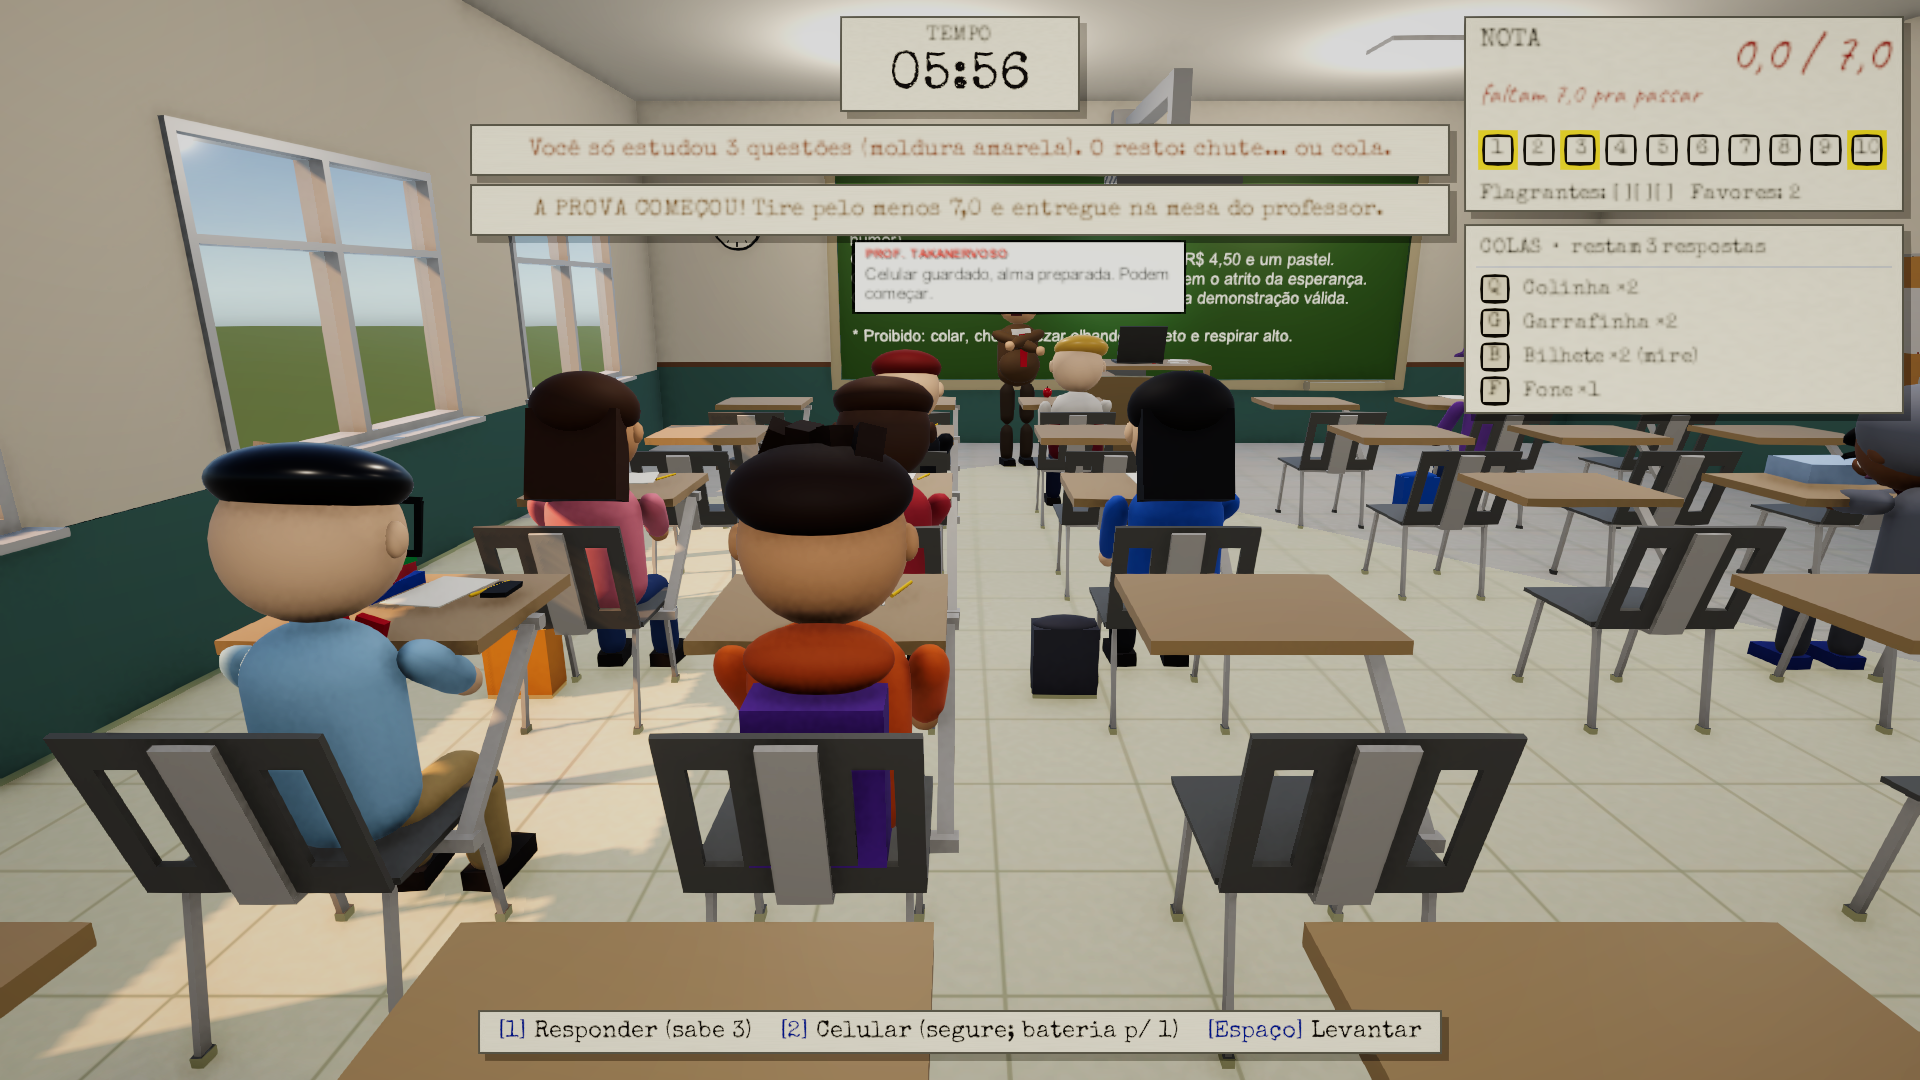 TEMPO
05:56
Você só estudou 3 questões (moldura amarela). O resto: chute... ou cola.
A PROVA COMEÇOU! Tire pelo menos 7,0 e entregue na mesa do professor.
NOTA
0,0 / 7,0
faltam 7,0 pra passar
1 2 3 4 5 6 7 8 9 10
Flagrantes: [ ][ ][ ] Favores: 2
COLAS · restam 3 respostas
Q Colinha ×2
G Garrafinha ×2
B Bilhete ×2 (mire)
F Fone ×1
humor)
PROF. TAKANERVOSO
Celular guardado, alma preparada. Podem
começar.
R$ 4,50 e um pastel.
em o atrito da esperança.
a demonstração válida.
* Proibido: colar, eto e respirar alto.
[1] Responder (sabe 3) [2] Celular (segure; bateria p/ 1) [Espaço] Levantar